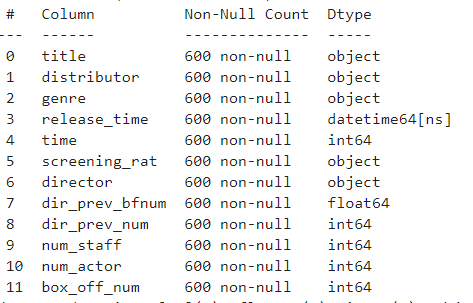 #   Column         Non-Null Count  Dtype
---  ------         --------------  -----
0   title          600 non-null    object
1   distributor    600 non-null    object
2   genre          600 non-null    object
3   release_time   600 non-null    datetime64[ns]
4   time           600 non-null    int64
5   screening_rat  600 non-null    object
6   director       600 non-null    object
7   dir_prev_bfnum 600 non-null    float64
8   dir_prev_num   600 non-null    int64
9   num_staff      600 non-null    int64
10  num_actor      600 non-null    int64
11  box_off_num    600 non-null    int64